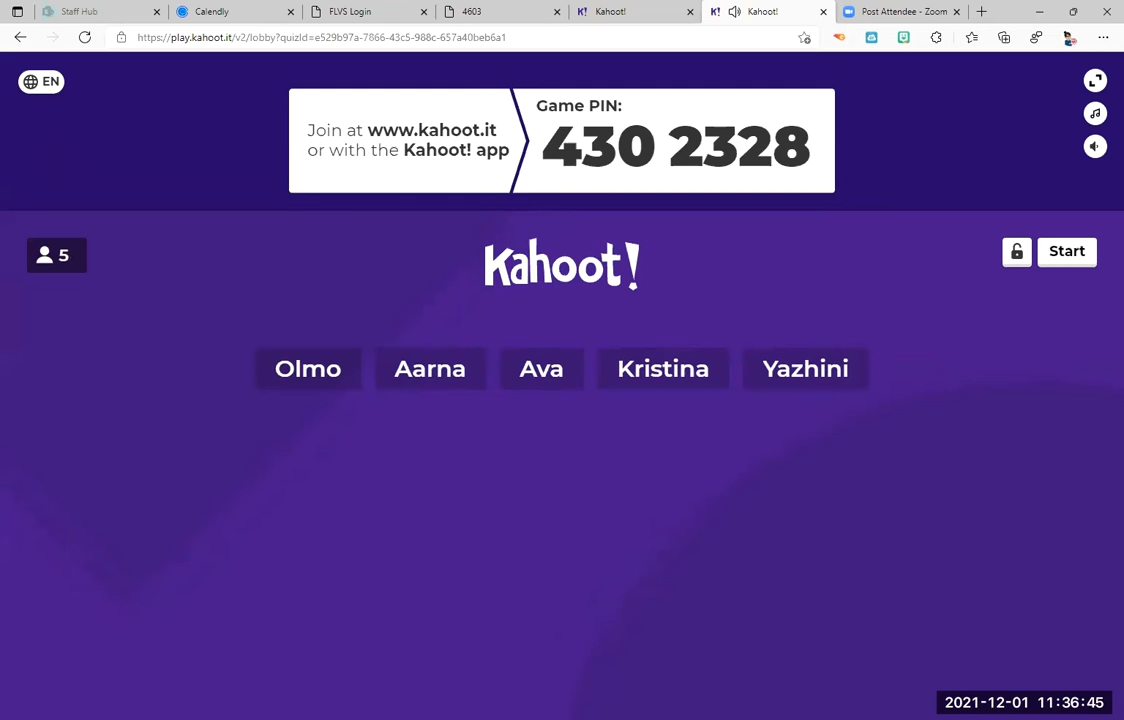 Staff Hub
Calendly
FLVS Login
4603
Kahoot!
Kahoot!
Post Attendee - Zoom
https://play.kahoot.it/v2/lobby?quizId=e529b97a-7866-43c5-988c-657a40beb6a1
EN
Join at www.kahoot.it
or with the Kahoot! app
Game PIN:
430 2328
5
Kahoot!
Start
Olmo Aarna Ava Kristina Yazhini
2021-12-01 11:36:45